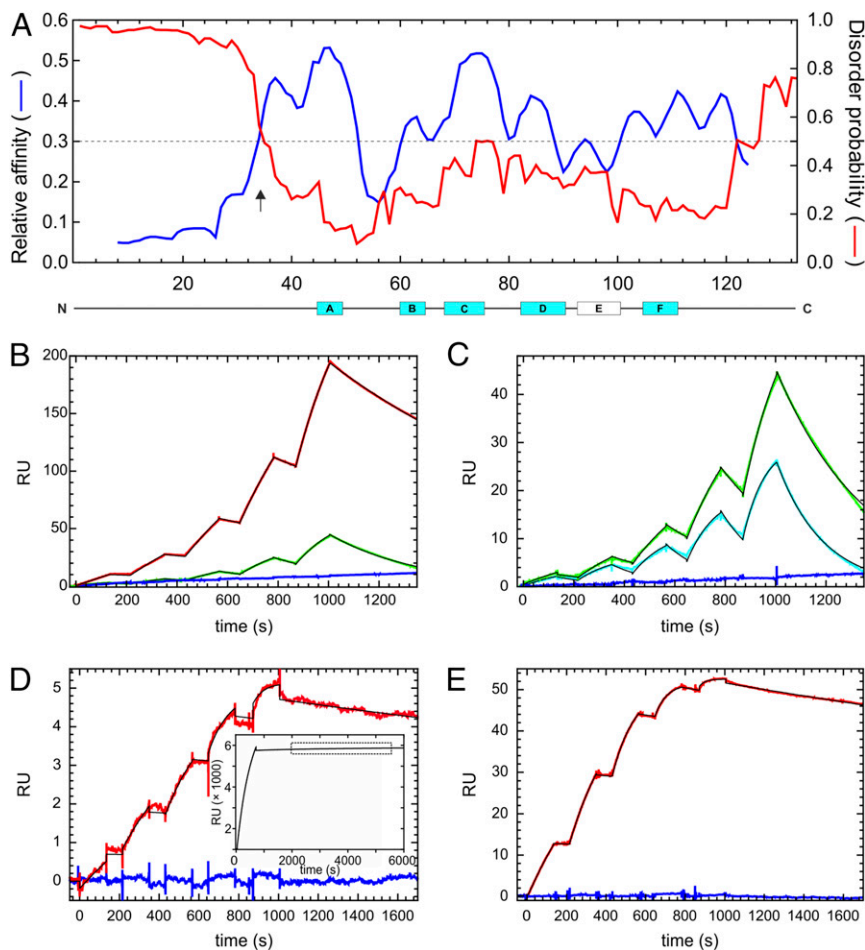 A
Relative affinity ( — )
0.6
0.5
0.4
0.3
0.2
0.1
0.0
1.0
0.8
0.6
0.4
0.2
0.0
Disorder probability ( — )
20 40 60 80 100 120
N A B C D E F C
B
RU
200
150
100
50
0
0 200 400 600 800 1000 1200
time (s)
C
RU
40
30
20
10
0
0 200 400 600 800 1000 1200
time (s)
D
RU
5
4
3
2
1
0
0 200 400 600 800 1000 1200 1400 1600
time (s)
RU (× 1000)
6
4
2
0 2000 4000 6000
time (s)
E
RU
50
40
30
20
10
0
0 200 400 600 800 1000 1200 1400 1600
time (s)